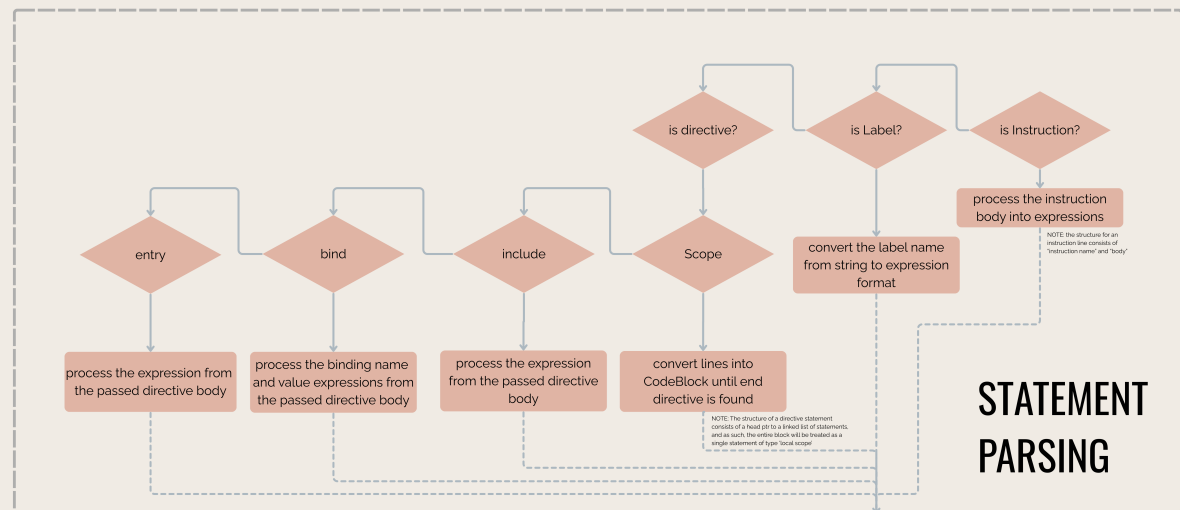 is directive?
is Label?
is Instruction?
process the instruction
body into expressions
NOTE: the structure for an
instruction line consists of
"instruction name" and "body"
convert the label name
from string to expression
format
entry
bind
include
Scope
process the expression from
the passed directive body
process the binding name
and value expressions from
the passed directive body
process the expression
from the passed directive
body
convert lines into
CodeBlock until end
directive is found
NOTE: The structure of a directive statement
consists of a head ptr to a linked list of statements,
and as such, the entire block will be treated as a
single statement of type 'local scope'
STATEMENT
PARSING